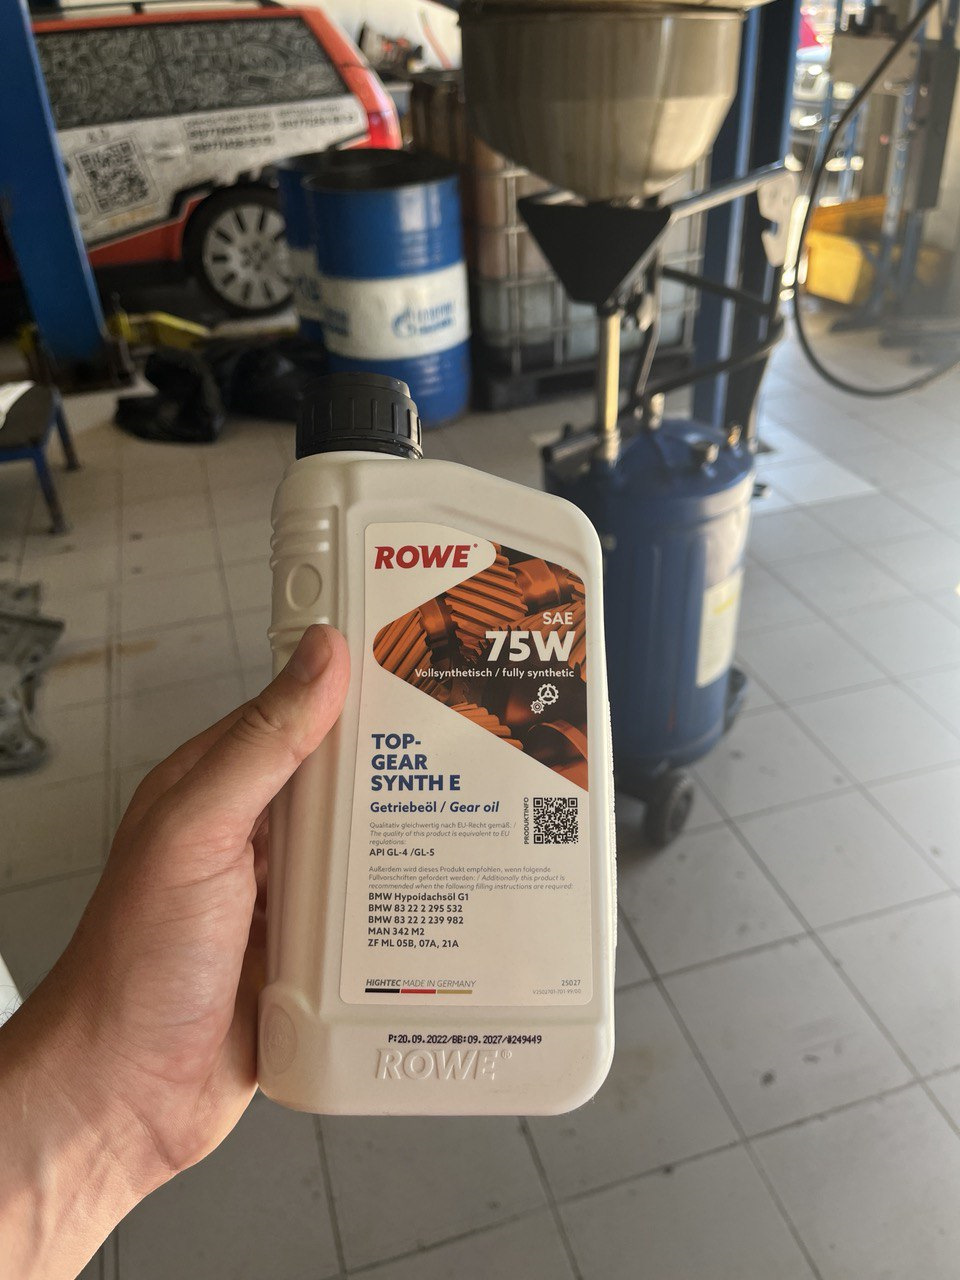 ROWE®
SAE
75W
Vollsynthetisch / fully synthetic
TOP-
GEAR
SYNTH E
Getriebeöl / Gear oil
PRODUKTINFO
Qualitativ gleichwertig nach EU-Recht gemäß: /
The quality of this product is equivalent to EU
regulations:
API GL-4 /GL-5
Außerdem wird dieses Produkt empfohlen, wenn folgende
Füllvorschriften gefordert werden: / Additionally this product is
recommended when the following filling instructions are required:
BMW Hypoidachsöl G1
BMW 83 22 2 295 532
BMW 83 22 2 239 982
MAN 342 M2
ZF ML 05B, 07A, 21A
HIGHTEC MADE IN GERMANY
25027
P:20.09.2022/BB:09.2027/#249449
ROWE®